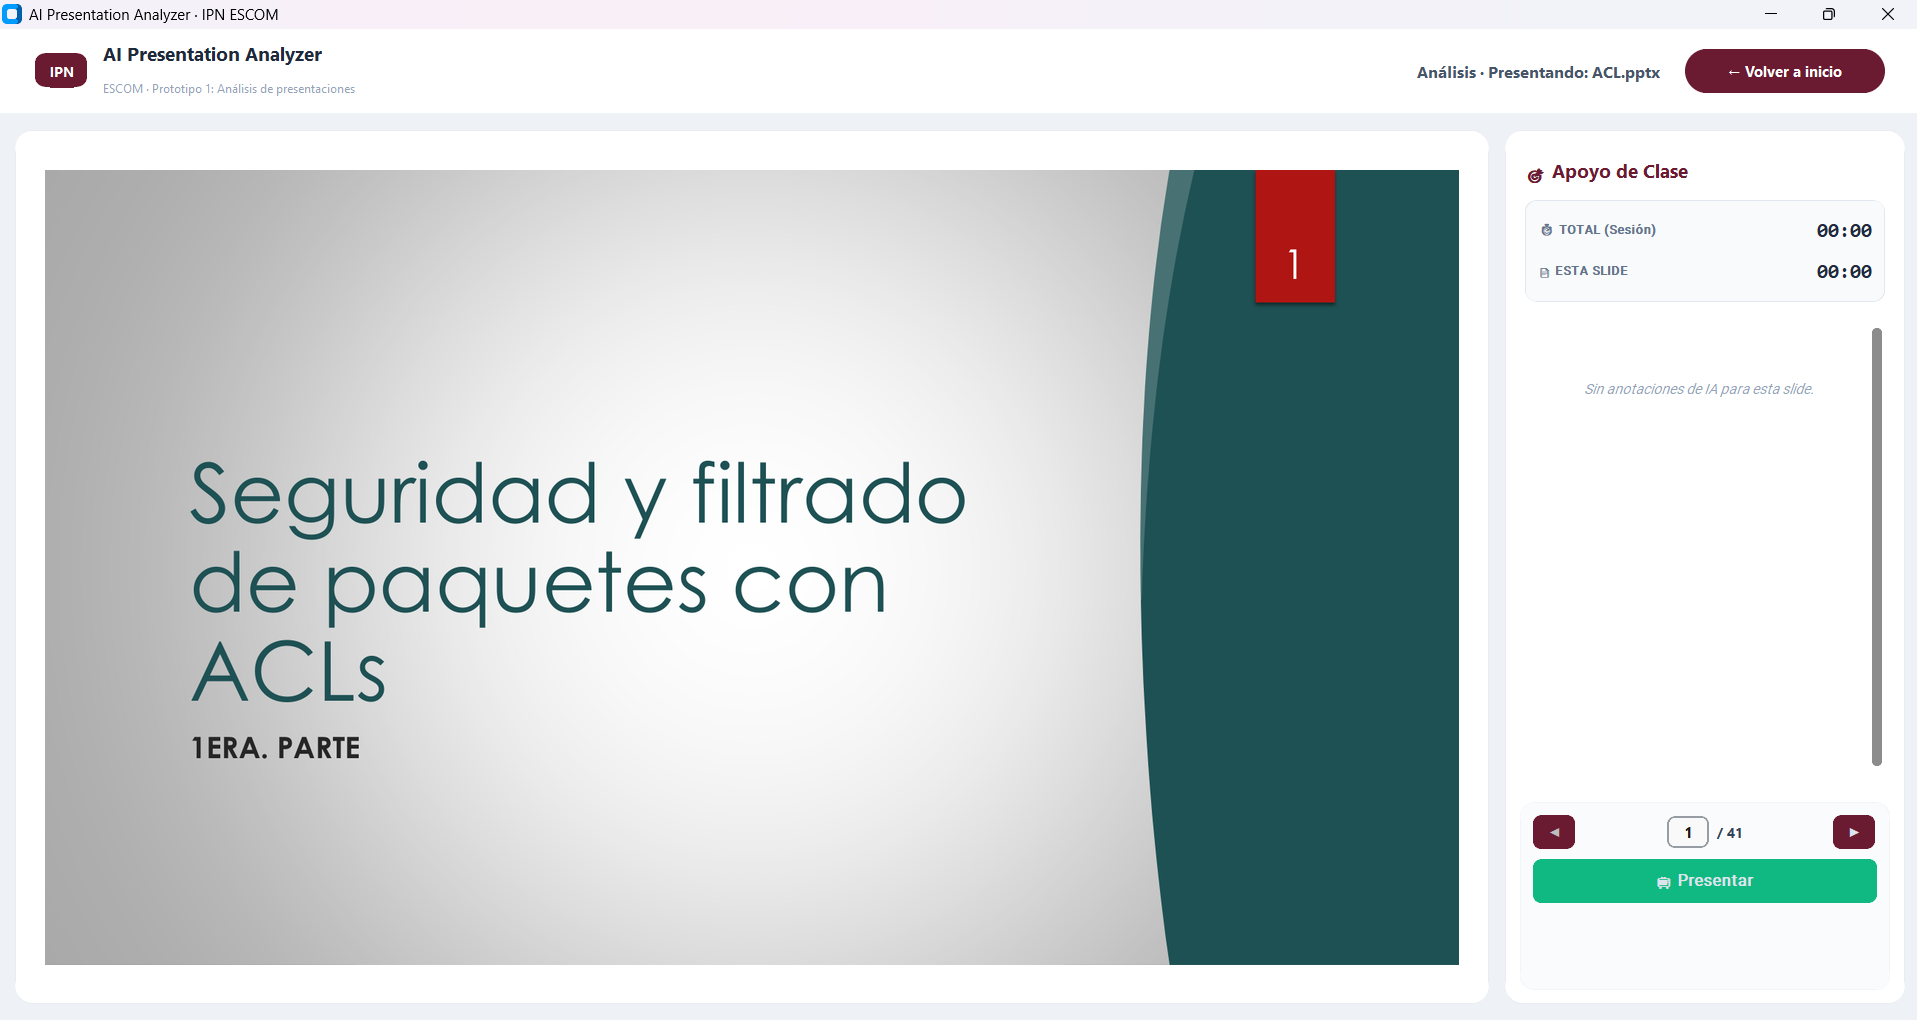 AI Presentation Analyzer · IPN ESCOM
IPN
AI Presentation Analyzer
ESCOM · Prototipo 1: Análisis de presentaciones
Análisis · Presentando: ACL.pptx
← Volver a inicio
1
Seguridad y filtrado
de paquetes con
ACLs
1ERA. PARTE
Apoyo de Clase
TOTAL (Sesión) 00:00
ESTA SLIDE 00:00
Sin anotaciones de IA para esta slide.
◄ 1 / 41 ►
Presentar